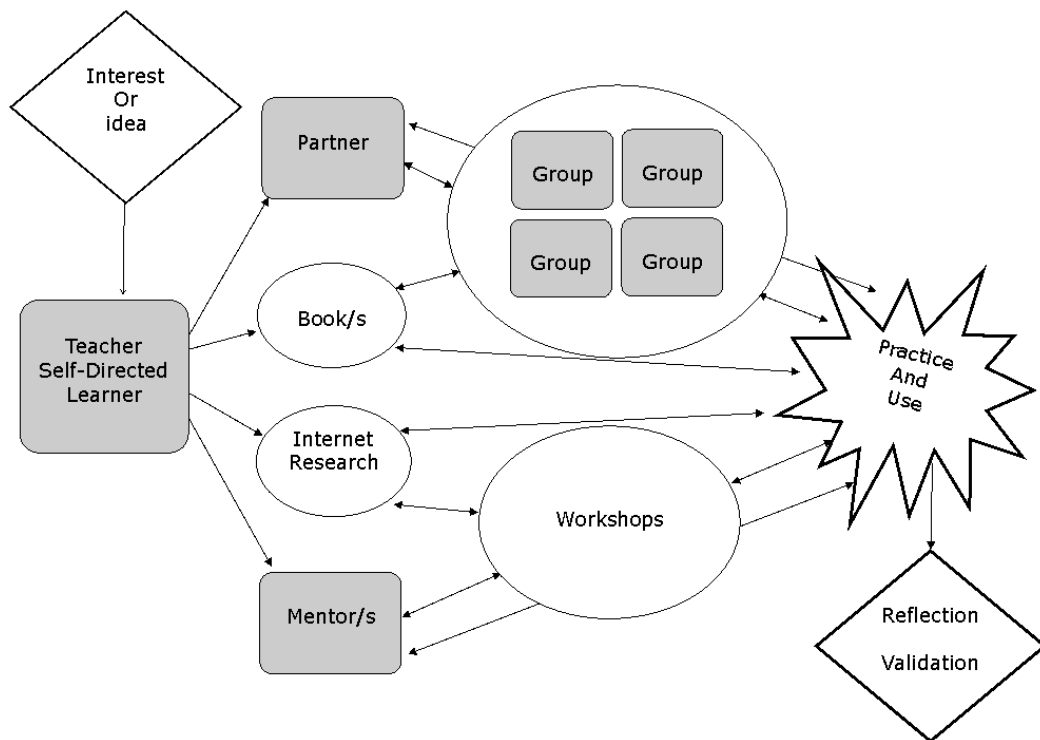 Interest
Or
idea
Partner
Group
Group
Group
Group
Teacher
Self-Directed
Learner
Book/s
Practice
And
Use
Internet
Research
Workshops
Mentor/s
Reflection
Validation